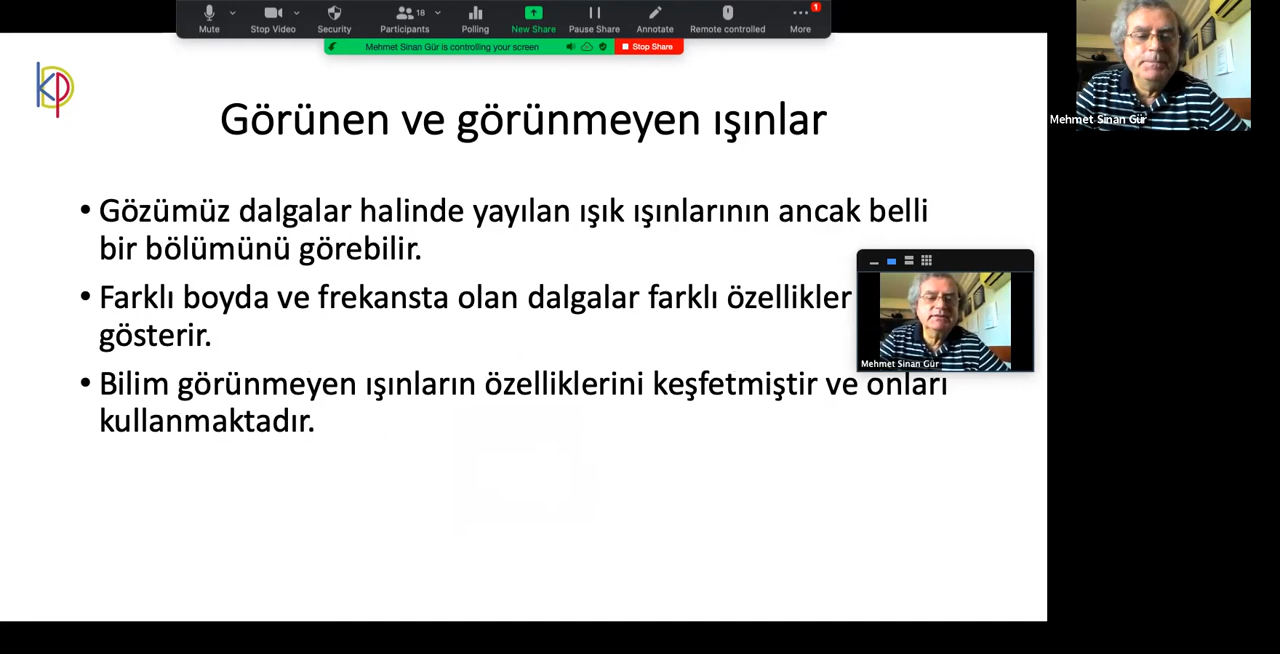 Mute
Stop Video
Security
Participants
18
Polling
New Share
Pause Share
Annotate
Remote controlled
More
1
Mehmet Sinan Gür is controlling your screen
Stop Share
Mehmet Sinan Gür
kp
Görünen ve görünmeyen ışınlar
• Gözümüz dalgalar halinde yayılan ışık ışınlarının ancak belli
bir bölümünü görebilir.
• Farklı boyda ve frekansta olan dalgalar farklı özellikler
gösterir.
Mehmet Sinan Gür
• Bilim görünmeyen ışınların özelliklerini keşfetmiştir ve onları
kullanmaktadır.